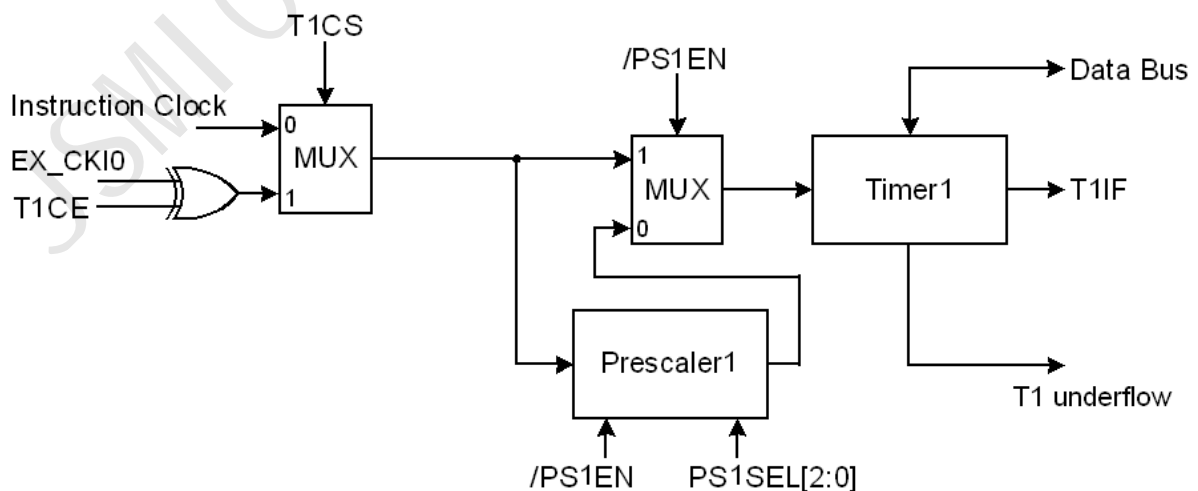 JSMI
T1CS
/PS1EN
Data Bus
Instruction Clock
0
MUX
EX_CKI0
1
T1CE
1
MUX
0
Timer1
T1IF
Prescaler1
T1 underflow
/PS1EN
PS1SEL[2:0]